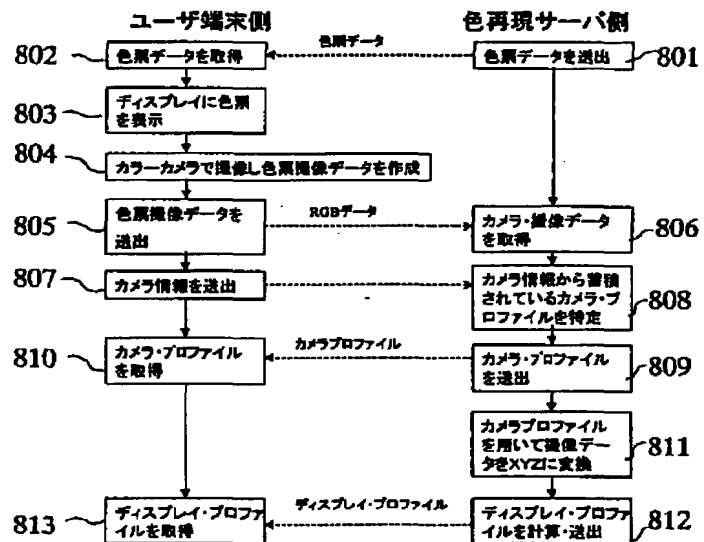 ユーザ端末側
色再現サーバ側
802
色票データを取得
色票データ
色票データを送出
801
803
ディスプレイに色票
を表示
804
カラーカメラで撮像し色票撮像データを作成
805
色票撮像データを
送出
RGBデータ
カメラ・撮像データ
を取得
806
807
カメラ情報を送出
カメラ情報から蓄積
されているカメラ・プ
ロファイルを特定
808
810
カメラ・プロファイル
を取得
カメラプロファイル
カメラ・プロファイル
を送出
809
カメラプロファイル
を用いて撮像デー
タをXYZに変換
811
813
ディスプレイ・プロファ
イルを取得
ディスプレイ・プロファイル
ディスプレイ・プロファ
イルを計算・送出
812